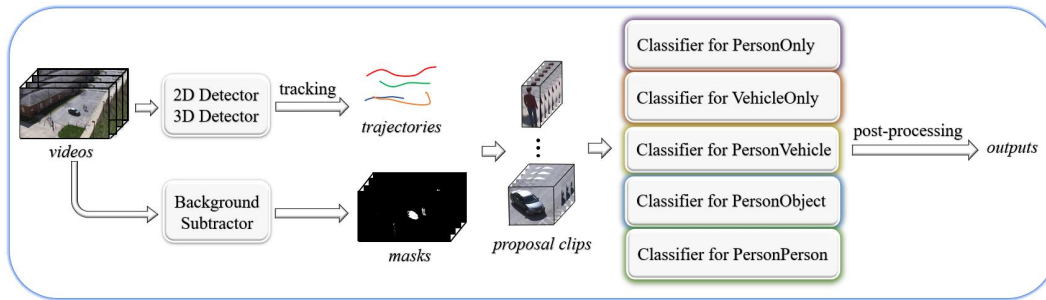 videos
2D Detector
3D Detector
tracking
trajectories
Background
Subtractor
masks
proposal clips
Classifier for PersonOnly
Classifier for VehicleOnly
Classifier for PersonVehicle
Classifier for PersonObject
Classifier for PersonPerson
post-processing
outputs